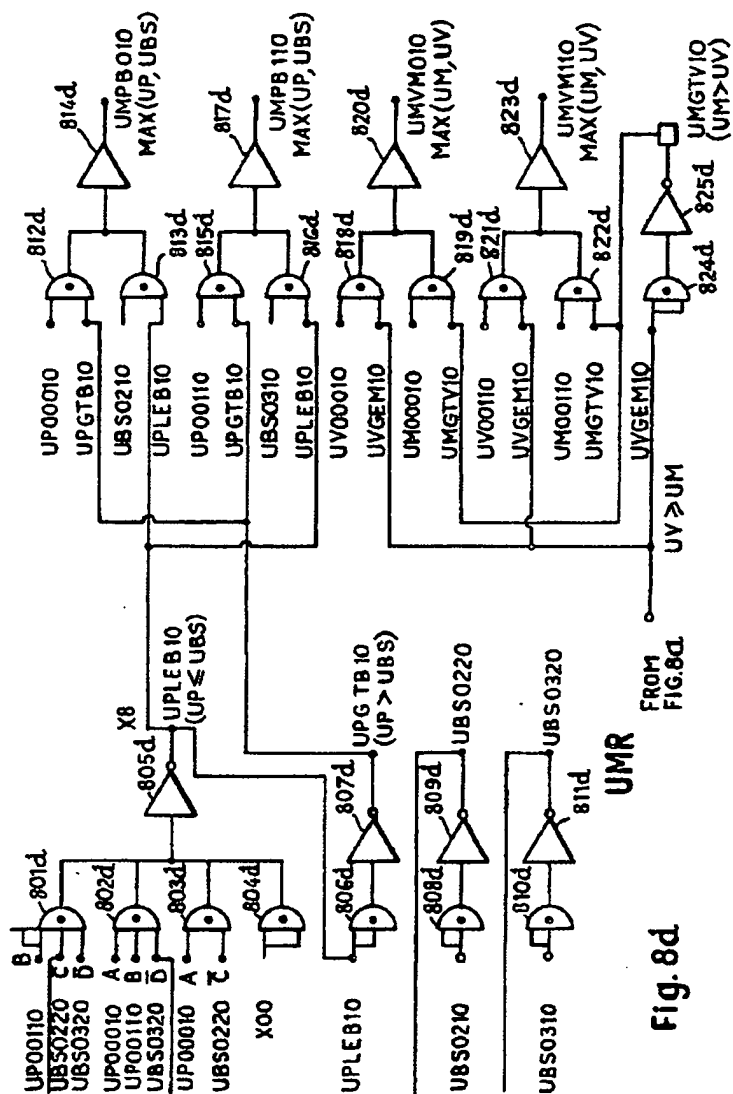 UP00110
UBS0220
UBS0320
UP00010
UP00110
UBS0320
UP00010
UBS0220
X00
B
C
D̅
A
B
D̅
A
C̅
801d
802d
803d
804d
805d
X8
UPLEB10
(UP ≤ UBS)
UPLEB10
806d
807d
UPGTB10
(UP > UBS)
UBS0210
808d
809d
UBS0220
UBS0310
810d
811d
UBS0320
UMR
Fig. 8d
UP00010
UPGTB10
UBS0210
UPLEB10
UP00110
UPGTB10
UBS0310
UPLEB10
UV00010
UVGEM10
UM00010
UMGTV10
UV00110
UVGEM10
UM00110
UMGTV10
UVGEM10
UV ≥ UM
FROM
FIG. 8a
812d
813d
814d
UMPB010
MAX(UP, UBS)
815d
816d
817d
UMPB110
MAX(UP, UBS)
818d
819d
820d
UMVM010
MAX(UM, UV)
821d
822d
823d
UMVM110
MAX(UM, UV)
824d
825d
UMGTV10
(UM>UV)